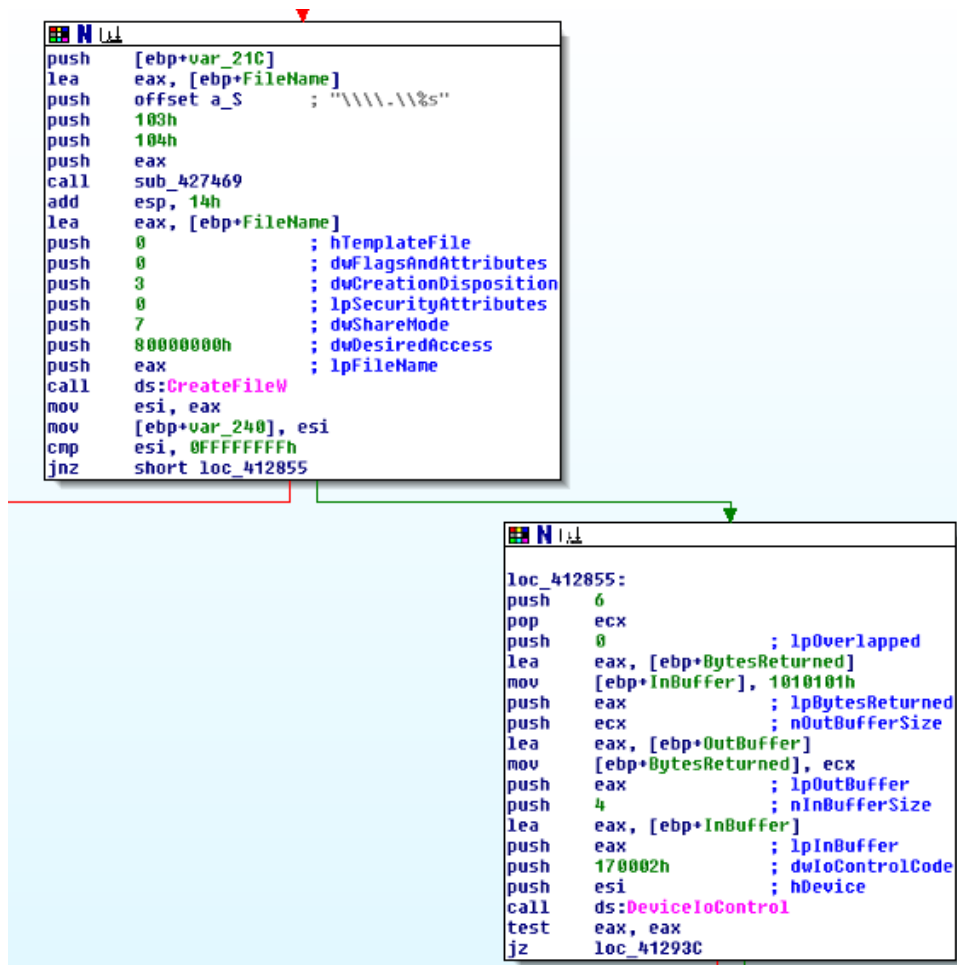 push [ebp+var_21C]
lea eax, [ebp+FileName]
push offset a_S ; "\\\\.\\%s"
push 103h
push 104h
push eax
call sub_427469
add esp, 14h
lea eax, [ebp+FileName]
push 0 ; hTemplateFile
push 0 ; dwFlagsAndAttributes
push 3 ; dwCreationDisposition
push 0 ; lpSecurityAttributes
push 7 ; dwShareMode
push 80000000h ; dwDesiredAccess
push eax ; lpFileName
call ds:CreateFileW
mov esi, eax
mov [ebp+var_240], esi
cmp esi, 0FFFFFFFFh
jnz short loc_412855
loc_412855:
push 6
pop ecx
push 0 ; lpOverlapped
lea eax, [ebp+BytesReturned]
mov [ebp+InBuffer], 1010101h
push eax ; lpBytesReturned
push ecx ; nOutBufferSize
lea eax, [ebp+OutBuffer]
mov [ebp+BytesReturned], ecx
push eax ; lpOutBuffer
push 4 ; nInBufferSize
lea eax, [ebp+InBuffer]
push eax ; lpInBuffer
push 170002h ; dwIoControlCode
push esi ; hDevice
call ds:DeviceIoControl
test eax, eax
jz loc_41293C